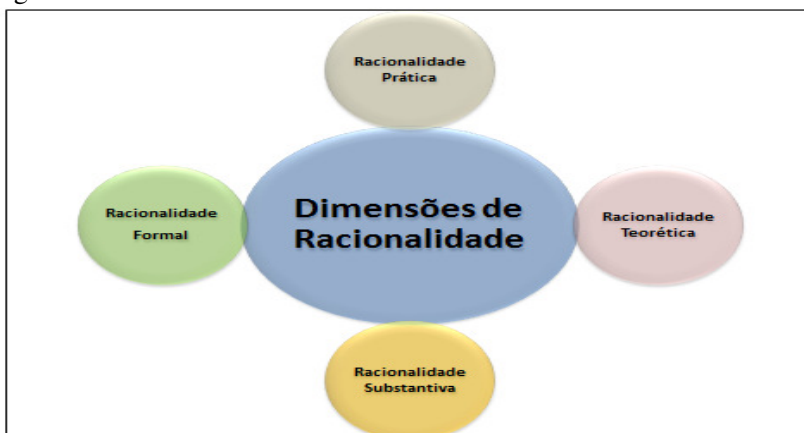 Racionalidade
Prática
Racionalidade
Formal
Dimensões de
Racionalidade
Racionalidade
Teorética
Racionalidade
Substantiva